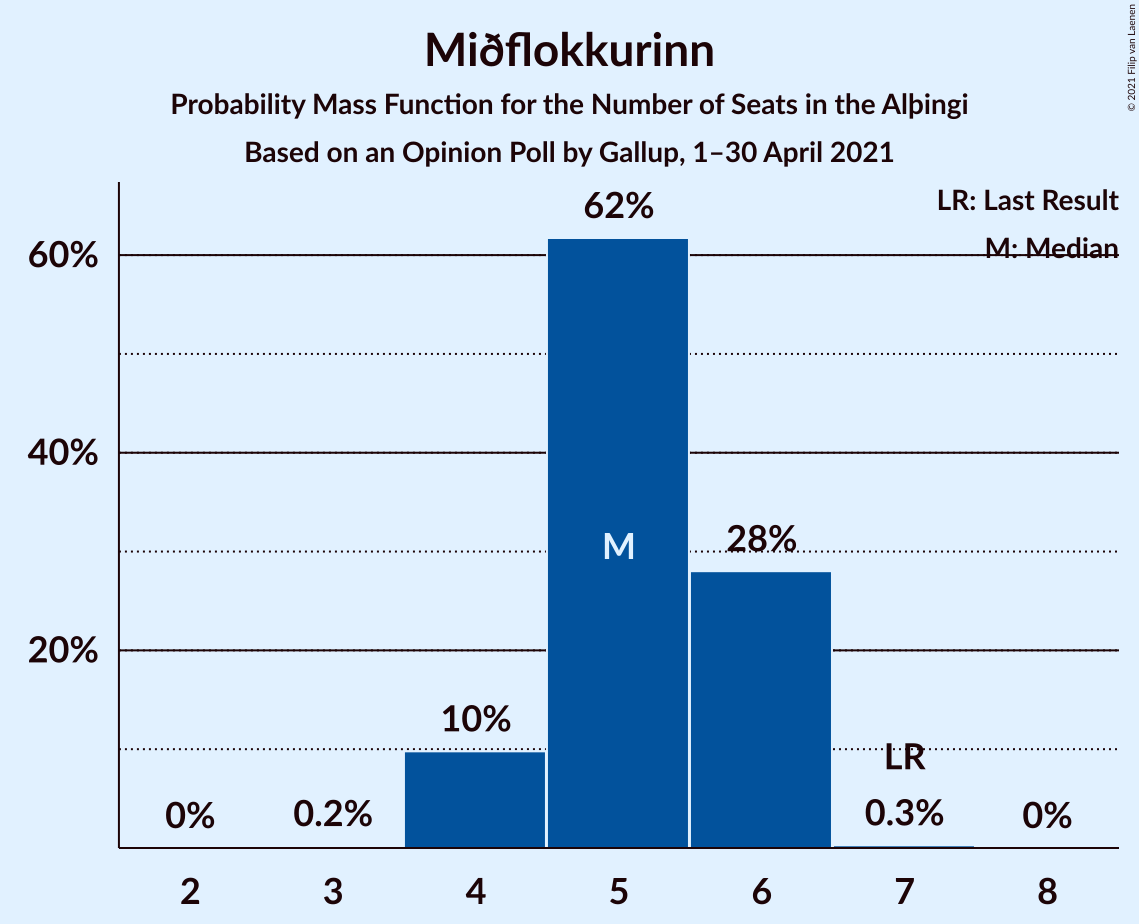 Miðflokkurinn
Probability Mass Function for the Number of Seats in the Alþingi
Based on an Opinion Poll by Gallup, 1–30 April 2021
© 2021 Filip van Laenen
LR: Last Result
M: Median
60%
40%
20%
0%
0.2%
10%
62%
M
28%
LR
0.3%
0%
2
3
4
5
6
7
8